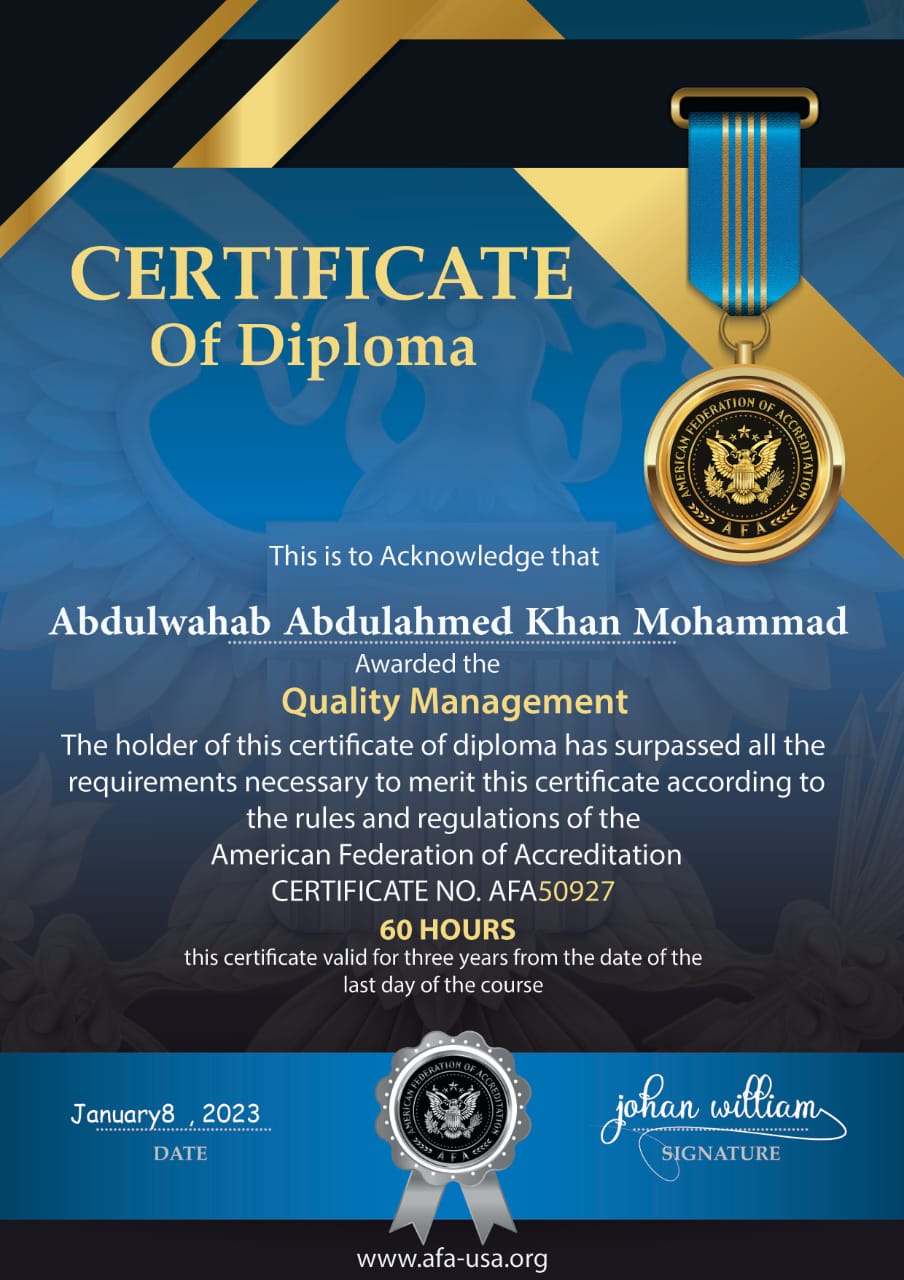 CERTIFICATE
Of Diploma
AMERICAN FEDERATION OF ACCREDITATION
AFA
This is to Acknowledge that
Abdulwahab Abdulahmed Khan Mohammad
Awarded the
Quality Management
The holder of this certificate of diploma has surpassed all the
requirements necessary to merit this certificate according to
the rules and regulations of the
American Federation of Accreditation
CERTIFICATE NO. AFA50927
60 HOURS
this certificate valid for three years from the date of the
last day of the course
AMERICAN FEDERATION OF ACCREDITATION
AFA
January8 , 2023
johan william
DATE
SIGNATURE
www.afa-usa.org